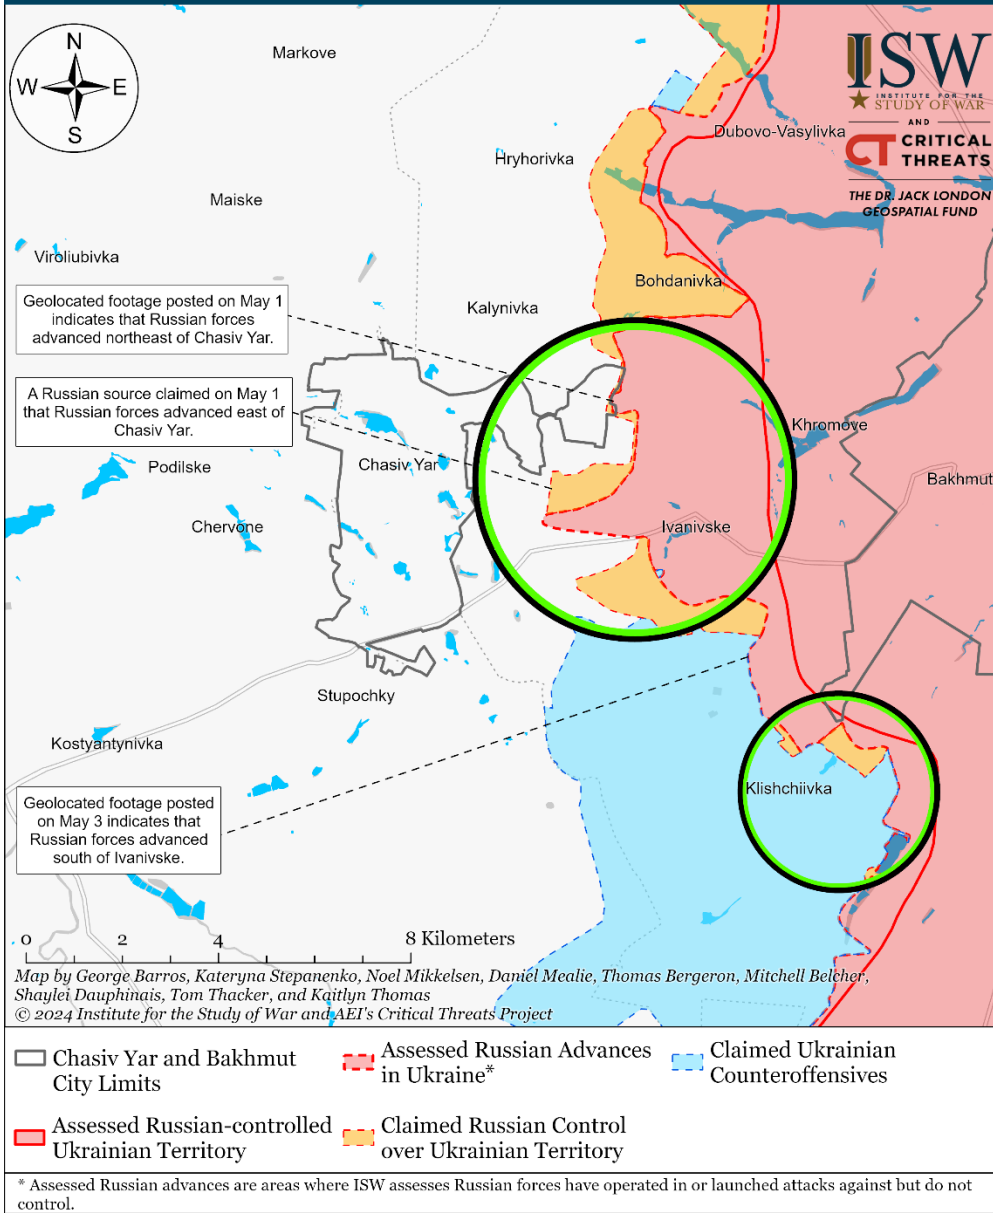 N
W E
S
Markove
ISW
INSTITUTE FOR THE
STUDY OF WAR
AND
CT CRITICAL
THREATS
THE DR. JACK LONDON
GEOSPATIAL FUND
Dubovo-Vasylivka
Hryhorivka
Maiske
Viroliubivka
Bohdanivka
Kalynivka
Geolocated footage posted on May 1
indicates that Russian forces
advanced northeast of Chasiv Yar.
A Russian source claimed on May 1
that Russian forces advanced east of
Chasiv Yar.
Khromove
Podilske
Chasiv Yar
Bakhmut
Chervone
Ivanivske
Stupochky
Kostyantynivka
Klishchiivka
Geolocated footage posted
on May 3 indicates that
Russian forces advanced
south of Ivanivske.
0 2 4 8 Kilometers
Map by George Barros, Kateryna Stepanenko, Noel Mikkelsen, Daniel Mealie, Thomas Bergeron, Mitchell Belcher,
Shaylei Dauphinais, Tom Thacker, and Kaitlyn Thomas
© 2024 Institute for the Study of War and AEI's Critical Threats Project
Chasiv Yar and Bakhmut
City Limits
Assessed Russian Advances
in Ukraine*
Claimed Ukrainian
Counteroffensives
Assessed Russian-controlled
Ukrainian Territory
Claimed Russian Control
over Ukrainian Territory
* Assessed Russian advances are areas where ISW assesses Russian forces have operated in or launched attacks against but do not
control.